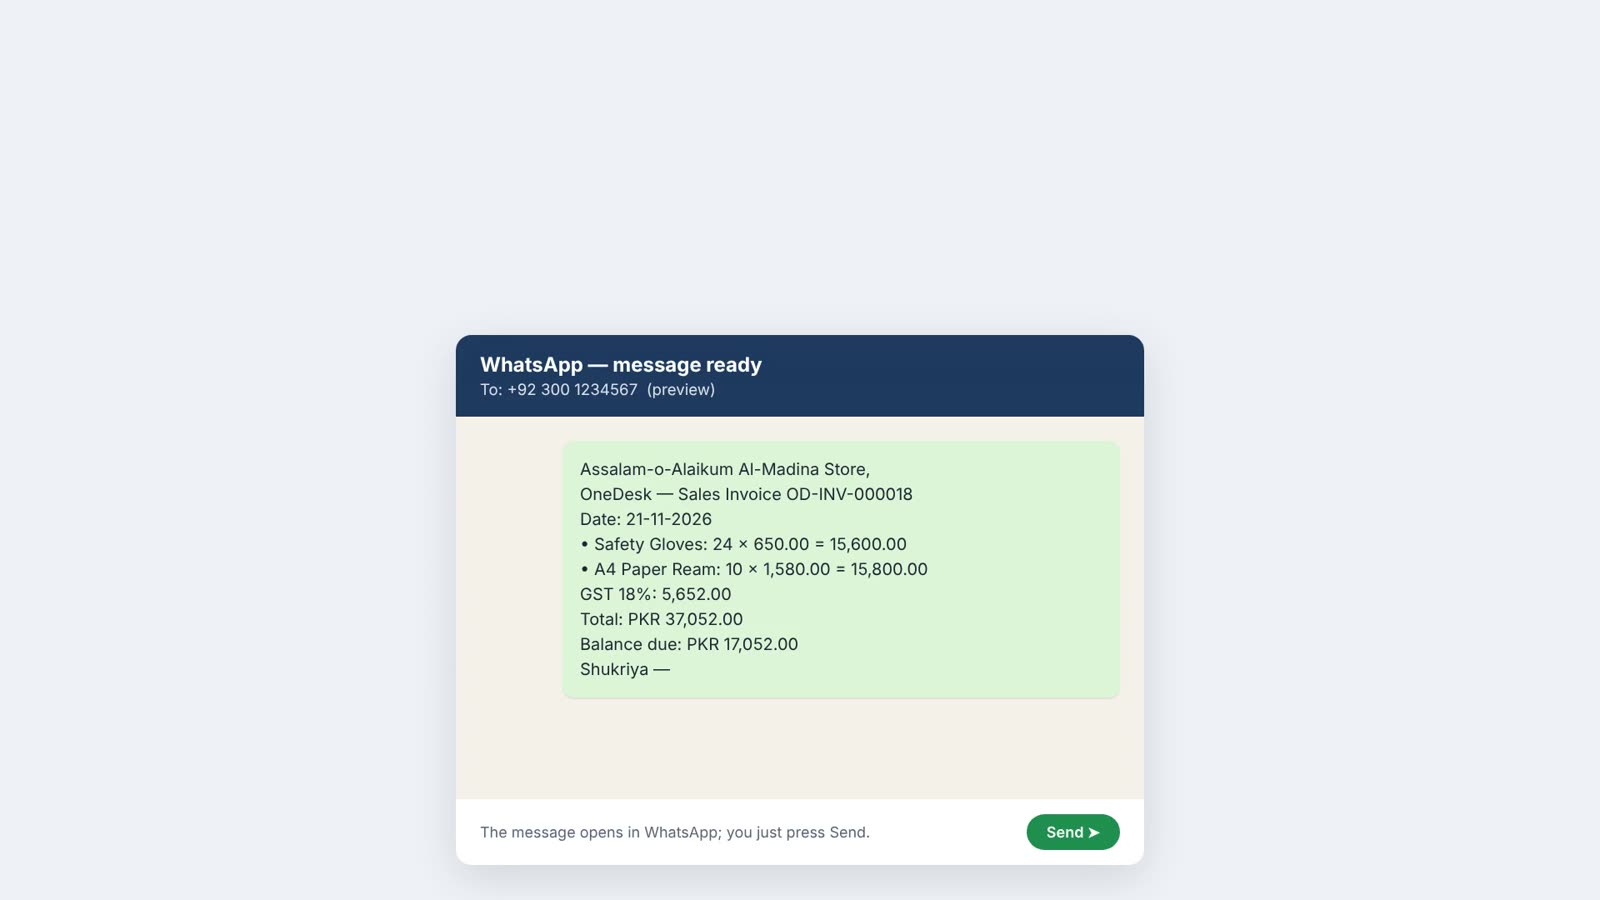 WhatsApp — message ready
To: +92 300 1234567 (preview)
Assalam-o-Alaikum Al-Madina Store,
OneDesk — Sales Invoice OD-INV-000018
Date: 21-11-2026
• Safety Gloves: 24 × 650.00 = 15,600.00
• A4 Paper Ream: 10 × 1,580.00 = 15,800.00
GST 18%: 5,652.00
Total: PKR 37,052.00
Balance due: PKR 17,052.00
Shukriya —
The message opens in WhatsApp; you just press Send.
Send ➤